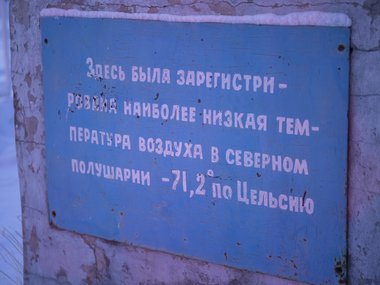 Здесь была зарегистри-
рована наиболее низкая тем-
пература воздуха в северном
полушарии -71,2° по Цельсию